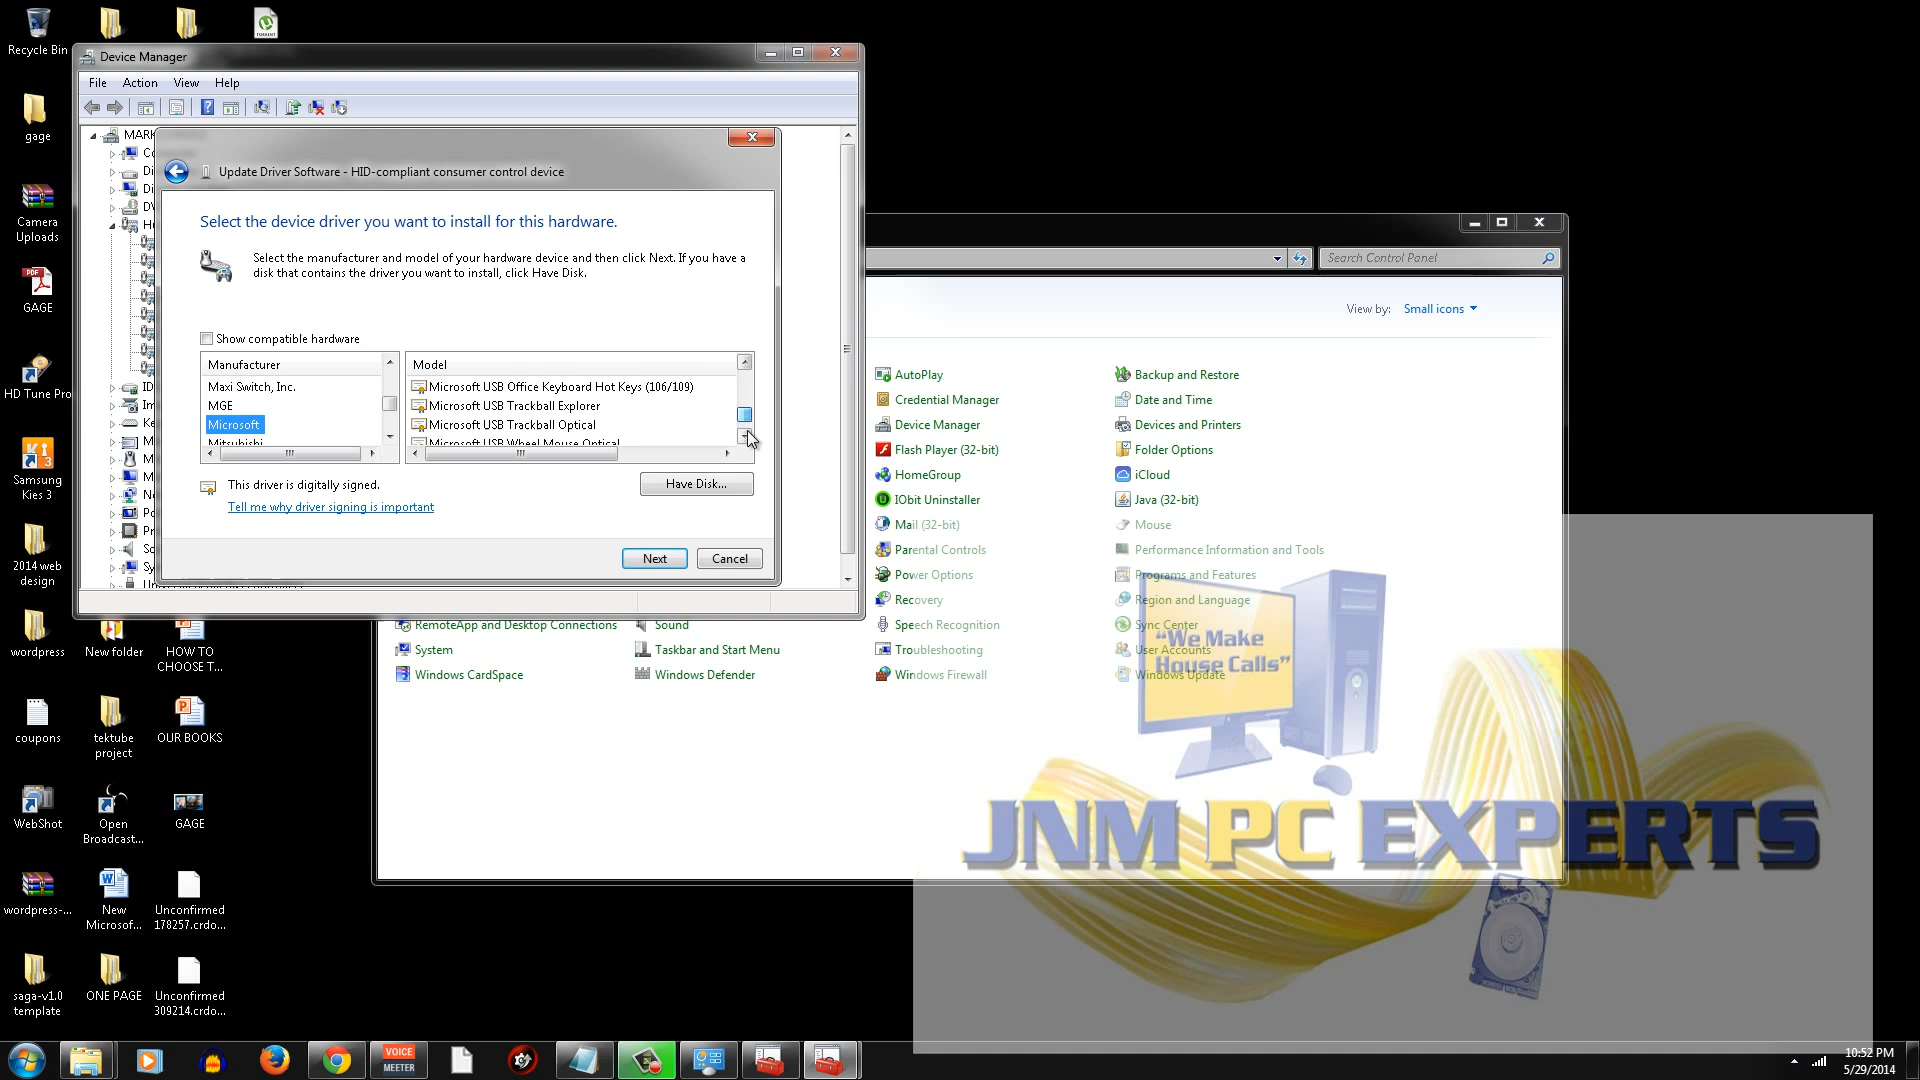 Recycle Bin
gage
Camera
Uploads
GAGE
HD Tune Pro
Samsung
Kies 3
2014 web
design
wordpress
coupons
WebShot
wordpress-...
saga-v1.0
template
New folder
tektube
project
Open
Broadcast...
New
Microsof...
ONE PAGE
HOW TO
CHOOSE T...
OUR BOOKS
GAGE
Unconfirmed
178257.crdo...
Unconfirmed
309214.crdo...
Device Manager
File Action View Help
Update Driver Software - HID-compliant consumer control device
Select the device driver you want to install for this hardware.
Select the manufacturer and model of your hardware device and then click Next. If you have a
disk that contains the driver you want to install, click Have Disk.
Show compatible hardware
Manufacturer
Maxi Switch, Inc.
MGE
Microsoft
Mitsubishi
Model
Microsoft USB Office Keyboard Hot Keys (106/109)
Microsoft USB Trackball Explorer
Microsoft USB Trackball Optical
Microsoft USB Wheel Mouse Optical
This driver is digitally signed.
Tell me why driver signing is important
Have Disk...
Next
Cancel
Search Control Panel
View by: Small icons
AutoPlay
Credential Manager
Device Manager
Flash Player (32-bit)
HomeGroup
IObit Uninstaller
Mail (32-bit)
Parental Controls
Power Options
Recovery
Speech Recognition
Troubleshooting
Windows Firewall
Backup and Restore
Date and Time
Devices and Printers
Folder Options
iCloud
Java (32-bit)
Mouse
Performance Information and Tools
Programs and Features
Region and Language
Sync Center
User Accounts
Windows Update
RemoteApp and Desktop Connections
System
Windows CardSpace
Sound
Taskbar and Start Menu
Windows Defender
"We Make
House Calls"
JNM PC EXPERTS
VOICE
MEETER
10:52 PM
5/29/2014